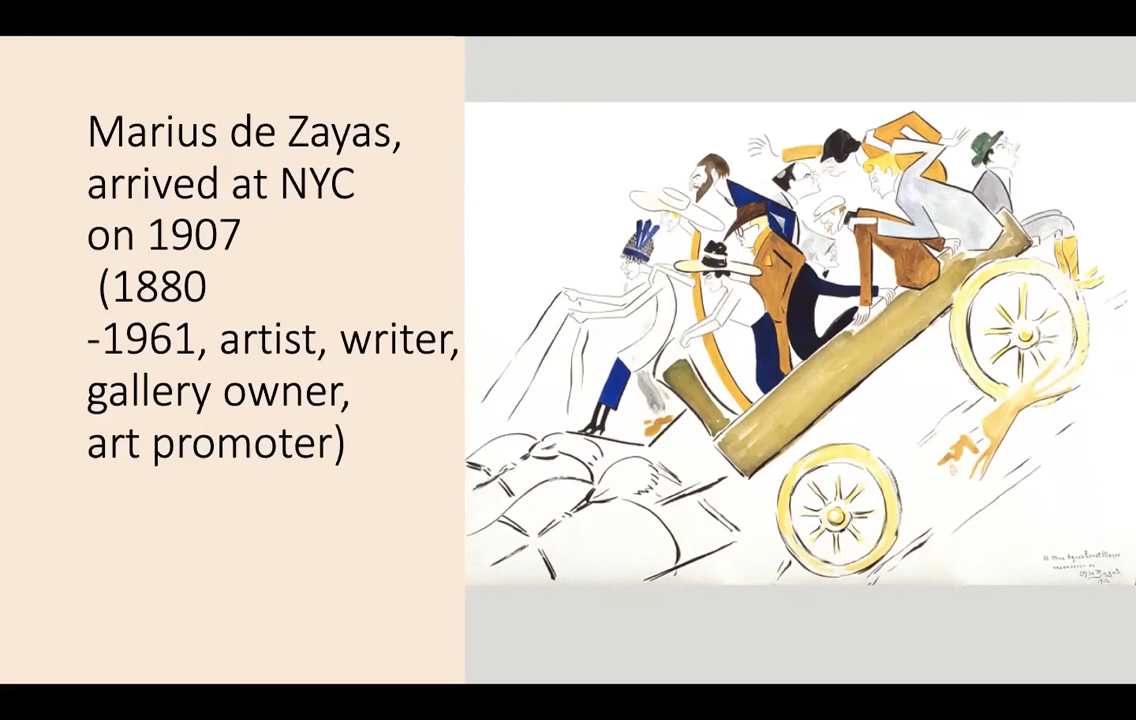 Marius de Zayas,
arrived at NYC
on 1907
(1880
-1961, artist, writer,
gallery owner,
art promoter)